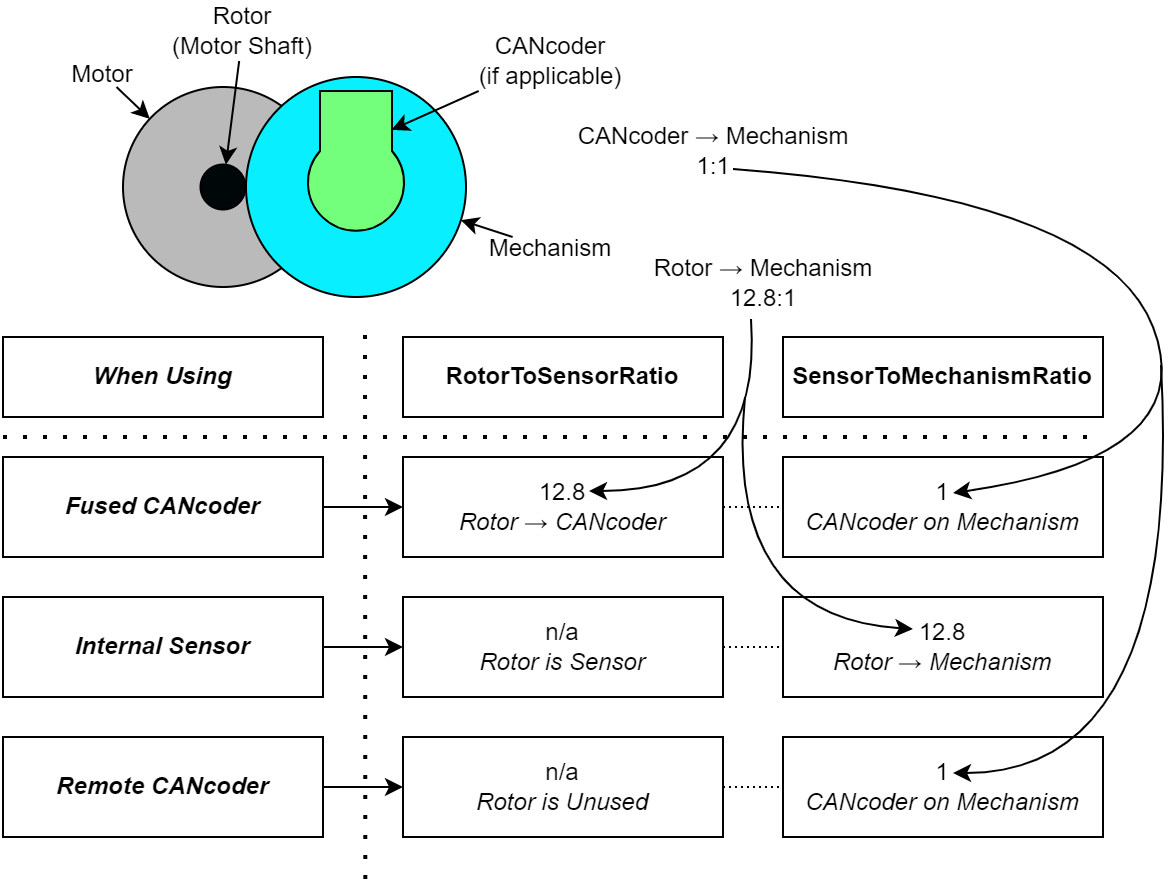 Rotor
(Motor Shaft)
Motor
CANcoder
(if applicable)
CANcoder → Mechanism
1:1
Mechanism
Rotor → Mechanism
12.8:1
When Using
RotorToSensorRatio
SensorToMechanismRatio
Fused CANcoder
12.8
Rotor → CANcoder
1
CANcoder on Mechanism
Internal Sensor
n/a
Rotor is Sensor
12.8
Rotor → Mechanism
Remote CANcoder
n/a
Rotor is Unused
1
CANcoder on Mechanism